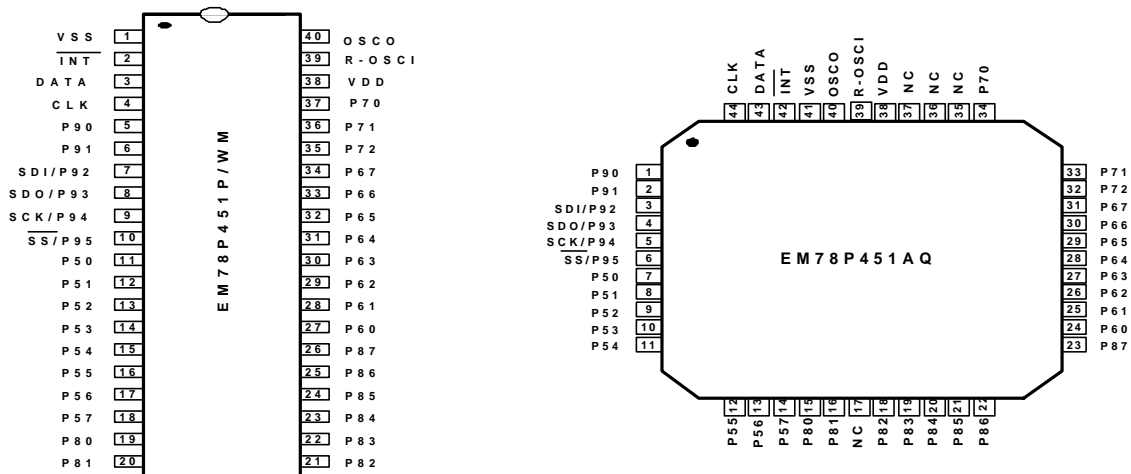 VSS 1 40 OSCO
INT 2 39 R-OSCI
DATA 3 38 VDD
CLK 4 37 P70
P90 5 36 P71
P91 6 35 P72
SDI/P92 7 34 P67
SDO/P93 8 33 P66
SCK/P94 9 32 P65
SS/P95 10 31 P64
P50 11 30 P63
P51 12 29 P62
P52 13 28 P61
P53 14 27 P60
P54 15 26 P87
P55 16 25 P86
P56 17 24 P85
P57 18 23 P84
P80 19 22 P83
P81 20 21 P82
EM78P451P/WM
CLK DATA INT VSS OSCO R-OSCI VDD NC NC NC P70
44 43 42 41 40 39 38 37 36 35 34
P90 1 33 P71
P91 2 32 P72
SDI/P92 3 31 P67
SDO/P93 4 30 P66
SCK/P94 5 29 P65
SS/P95 6 28 P64
P50 7 27 P63
P51 8 26 P62
P52 9 25 P61
P53 10 24 P60
P54 11 23 P87
EM78P451AQ
12 13 14 15 16 17 18 19 20 21 22
P55 P56 P57 P80 P81 NC P82 P83 P84 P85 P86